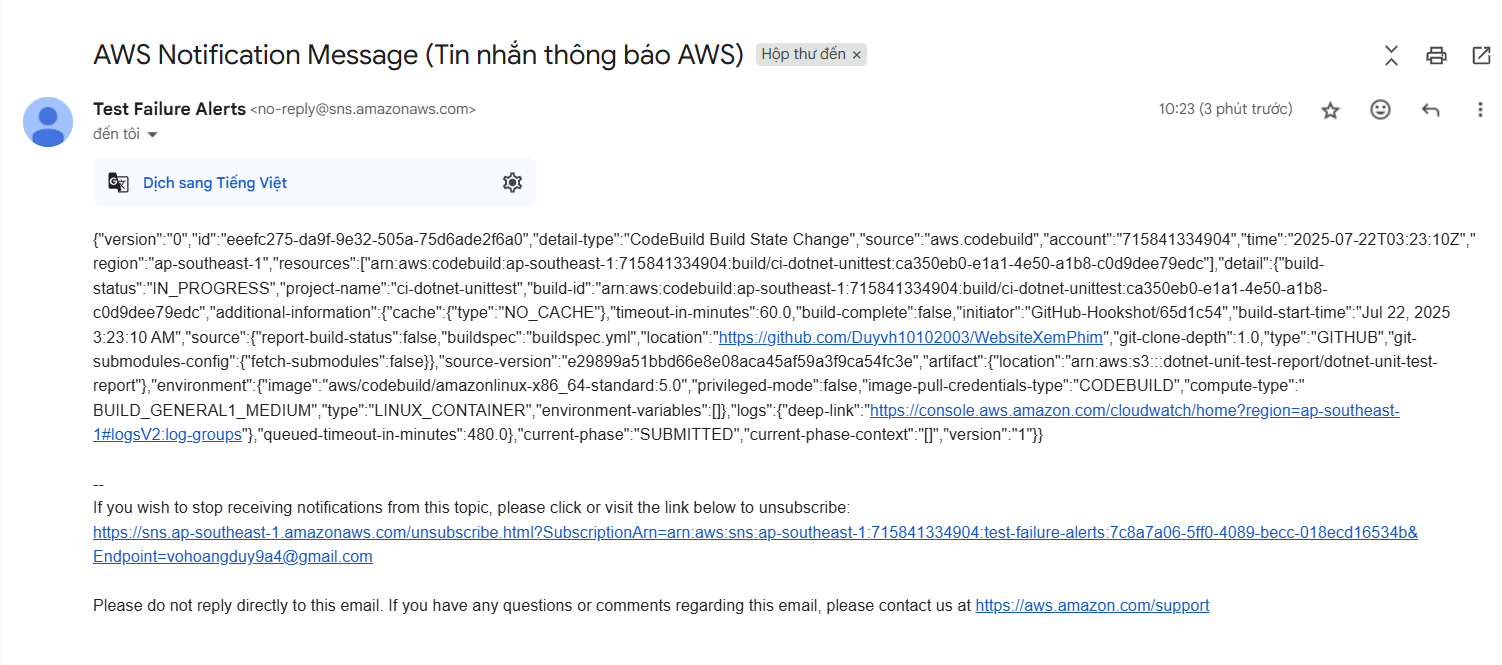 AWS Notification Message (Tin nhắn thông báo AWS) Hộp thư đến ×
Test Failure Alerts <no-reply@sns.amazonaws.com> 10:23 (3 phút trước)
đến tôi
Dịch sang Tiếng Việt
{"version":"0","id":"eeefc275-da9f-9e32-505a-75d6ade2f6a0","detail-type":"CodeBuild Build State Change","source":"aws.codebuild","account":"715841334904","time":"2025-07-22T03:23:10Z","
region":"ap-southeast-1","resources":["arn:aws:codebuild:ap-southeast-1:715841334904:build/ci-dotnet-unittest:ca350eb0-e1a1-4e50-a1b8-c0d9dee79edc"],"detail":{"build-
status":"IN_PROGRESS","project-name":"ci-dotnet-unittest","build-id":"arn:aws:codebuild:ap-southeast-1:715841334904:build/ci-dotnet-unittest:ca350eb0-e1a1-4e50-a1b8-
c0d9dee79edc","additional-information":{"cache":{"type":"NO_CACHE"},"timeout-in-minutes":60.0,"build-complete":false,"initiator":"GitHub-Hookshot/65d1c54","build-start-time":"Jul 22, 2025
3:23:10 AM","source":{"report-build-status":false,"buildspec":"buildspec.yml","location":"https://github.com/Duyvh10102003/WebsiteXemPhim","git-clone-depth":1.0,"type":"GITHUB","git-
submodules-config":{"fetch-submodules":false}},"source-version":"e29899a51bbd66e8e08aca45af59a3f9ca54fc3e","artifact":{"location":"arn:aws:s3:::dotnet-unit-test-report/dotnet-unit-test-
report"},"environment":{"image":"aws/codebuild/amazonlinux-x86_64-standard:5.0","privileged-mode":false,"image-pull-credentials-type":"CODEBUILD","compute-type":"
BUILD_GENERAL1_MEDIUM","type":"LINUX_CONTAINER","environment-variables":[]},"logs":{"deep-link":"https://console.aws.amazon.com/cloudwatch/home?region=ap-southeast-
1#logsV2:log-groups"},"queued-timeout-in-minutes":480.0},"current-phase":"SUBMITTED","current-phase-context":"[]","version":"1"}}
--
If you wish to stop receiving notifications from this topic, please click or visit the link below to unsubscribe:
https://sns.ap-southeast-1.amazonaws.com/unsubscribe.html?SubscriptionArn=arn:aws:sns:ap-southeast-1:715841334904:test-failure-alerts:7c8a7a06-5ff0-4089-becc-018ecd16534b&
Endpoint=vohoangduy9a4@gmail.com
Please do not reply directly to this email. If you have any questions or comments regarding this email, please contact us at https://aws.amazon.com/support